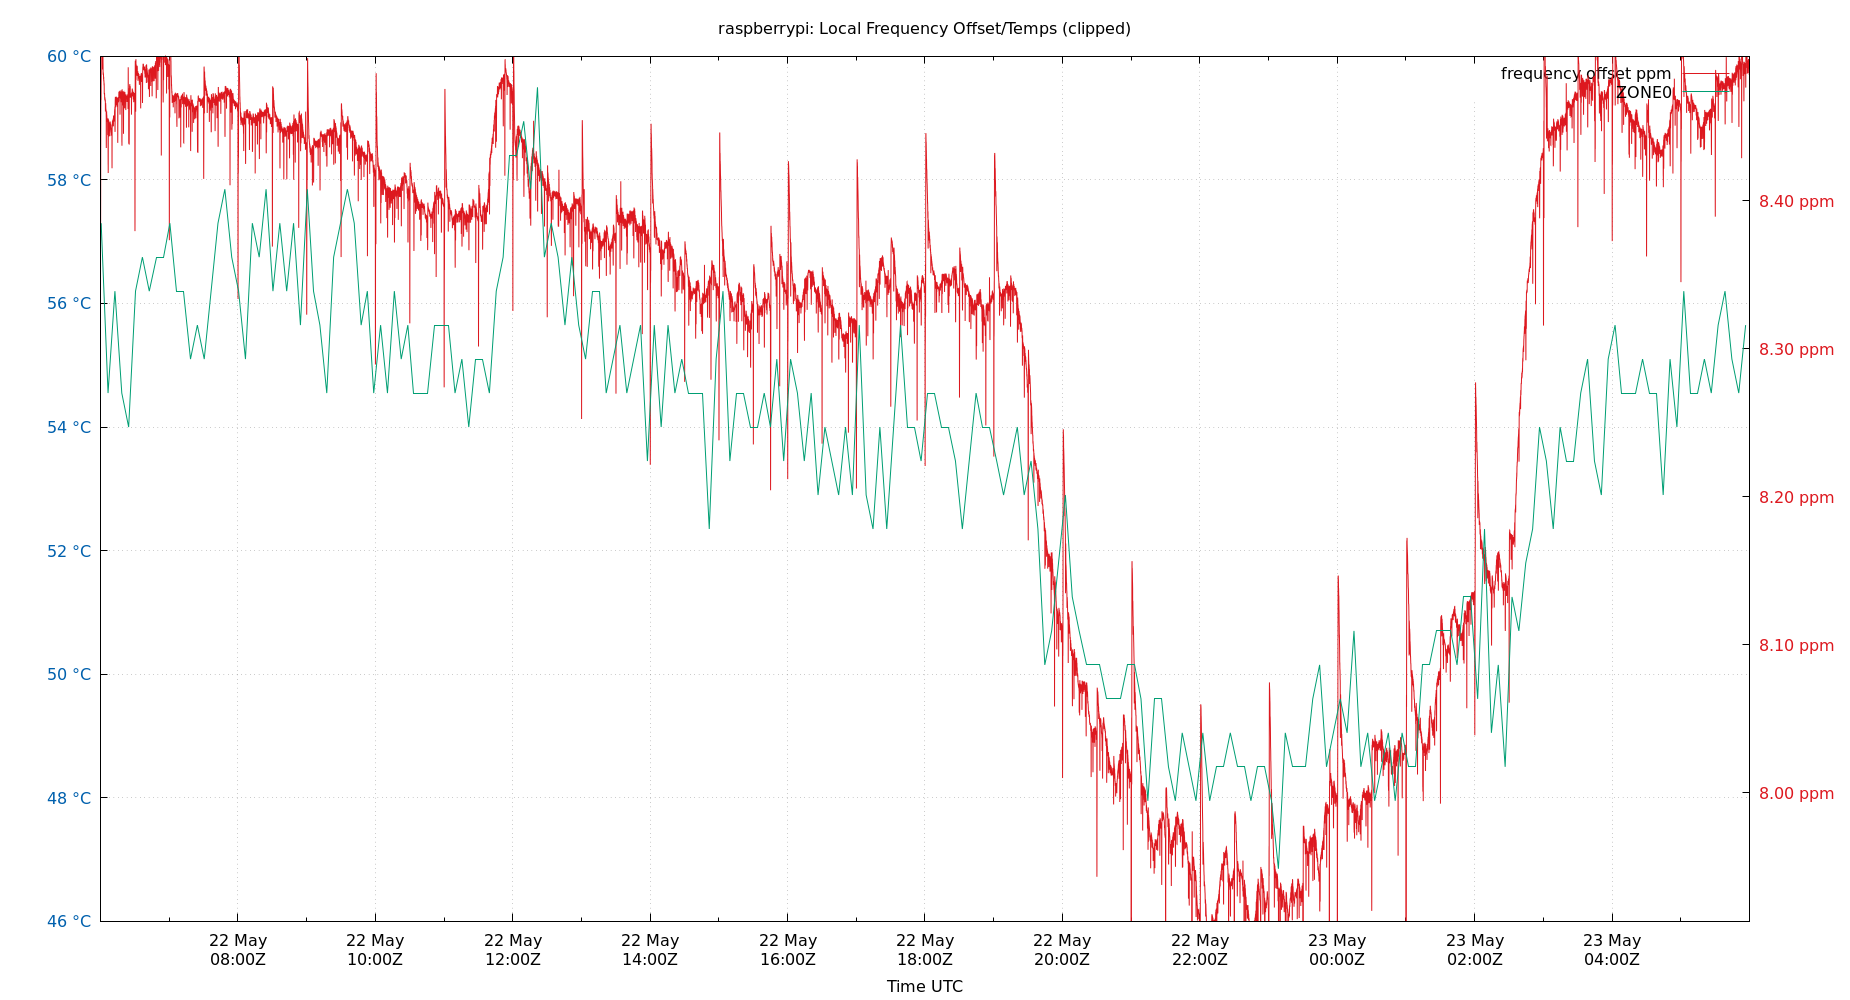 raspberrypi: Local Frequency Offset/Temps (clipped)
60 °C
58 °C
56 °C
54 °C
52 °C
50 °C
48 °C
46 °C
frequency offset ppm
ZONE0
8.40 ppm
8.30 ppm
8.20 ppm
8.10 ppm
8.00 ppm
22 May 22 May 22 May 22 May 22 May 22 May 22 May 22 May 23 May 23 May 23 May
08:00Z 10:00Z 12:00Z 14:00Z 16:00Z 18:00Z 20:00Z 22:00Z 00:00Z 02:00Z 04:00Z
Time UTC